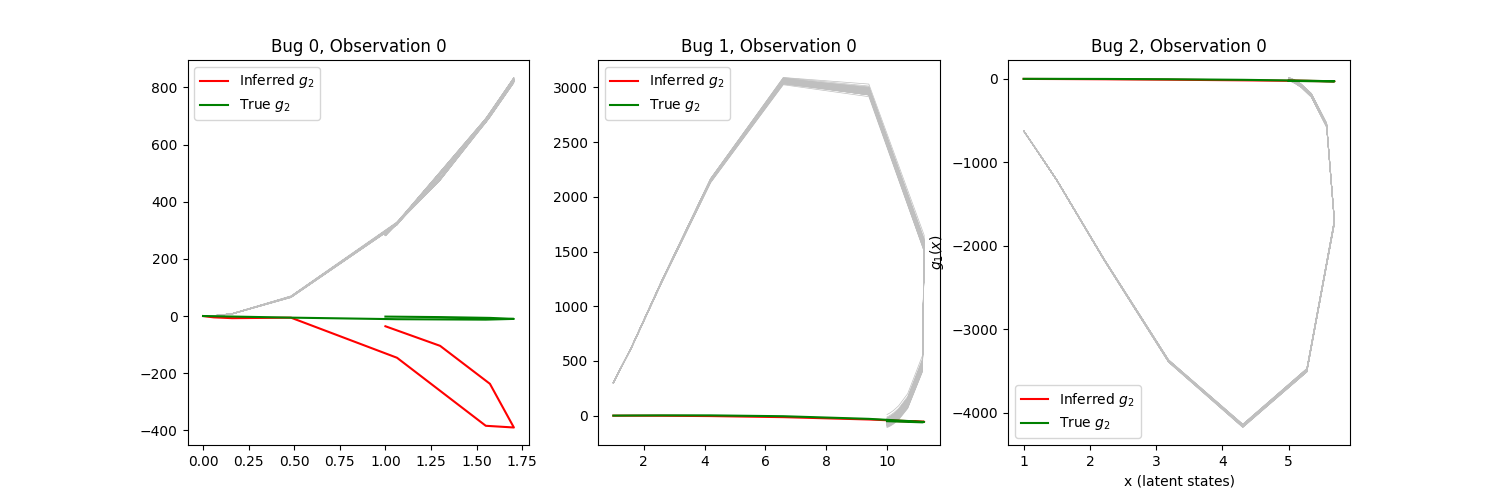 Bug 0, Observation 0
Inferred g₂
True g₂
800
600
400
200
0
−200
−400
0.00 0.25 0.50 0.75 1.00 1.25 1.50 1.75
Bug 1, Observation 0
Inferred g₂
True g₂
3000
2500
2000
1500
1000
500
0
2 4 6 8 10
Bug 2, Observation 0
g₁(x)
0
−1000
−2000
−3000
−4000
Inferred g₂
True g₂
1 2 3 4 5
x (latent states)